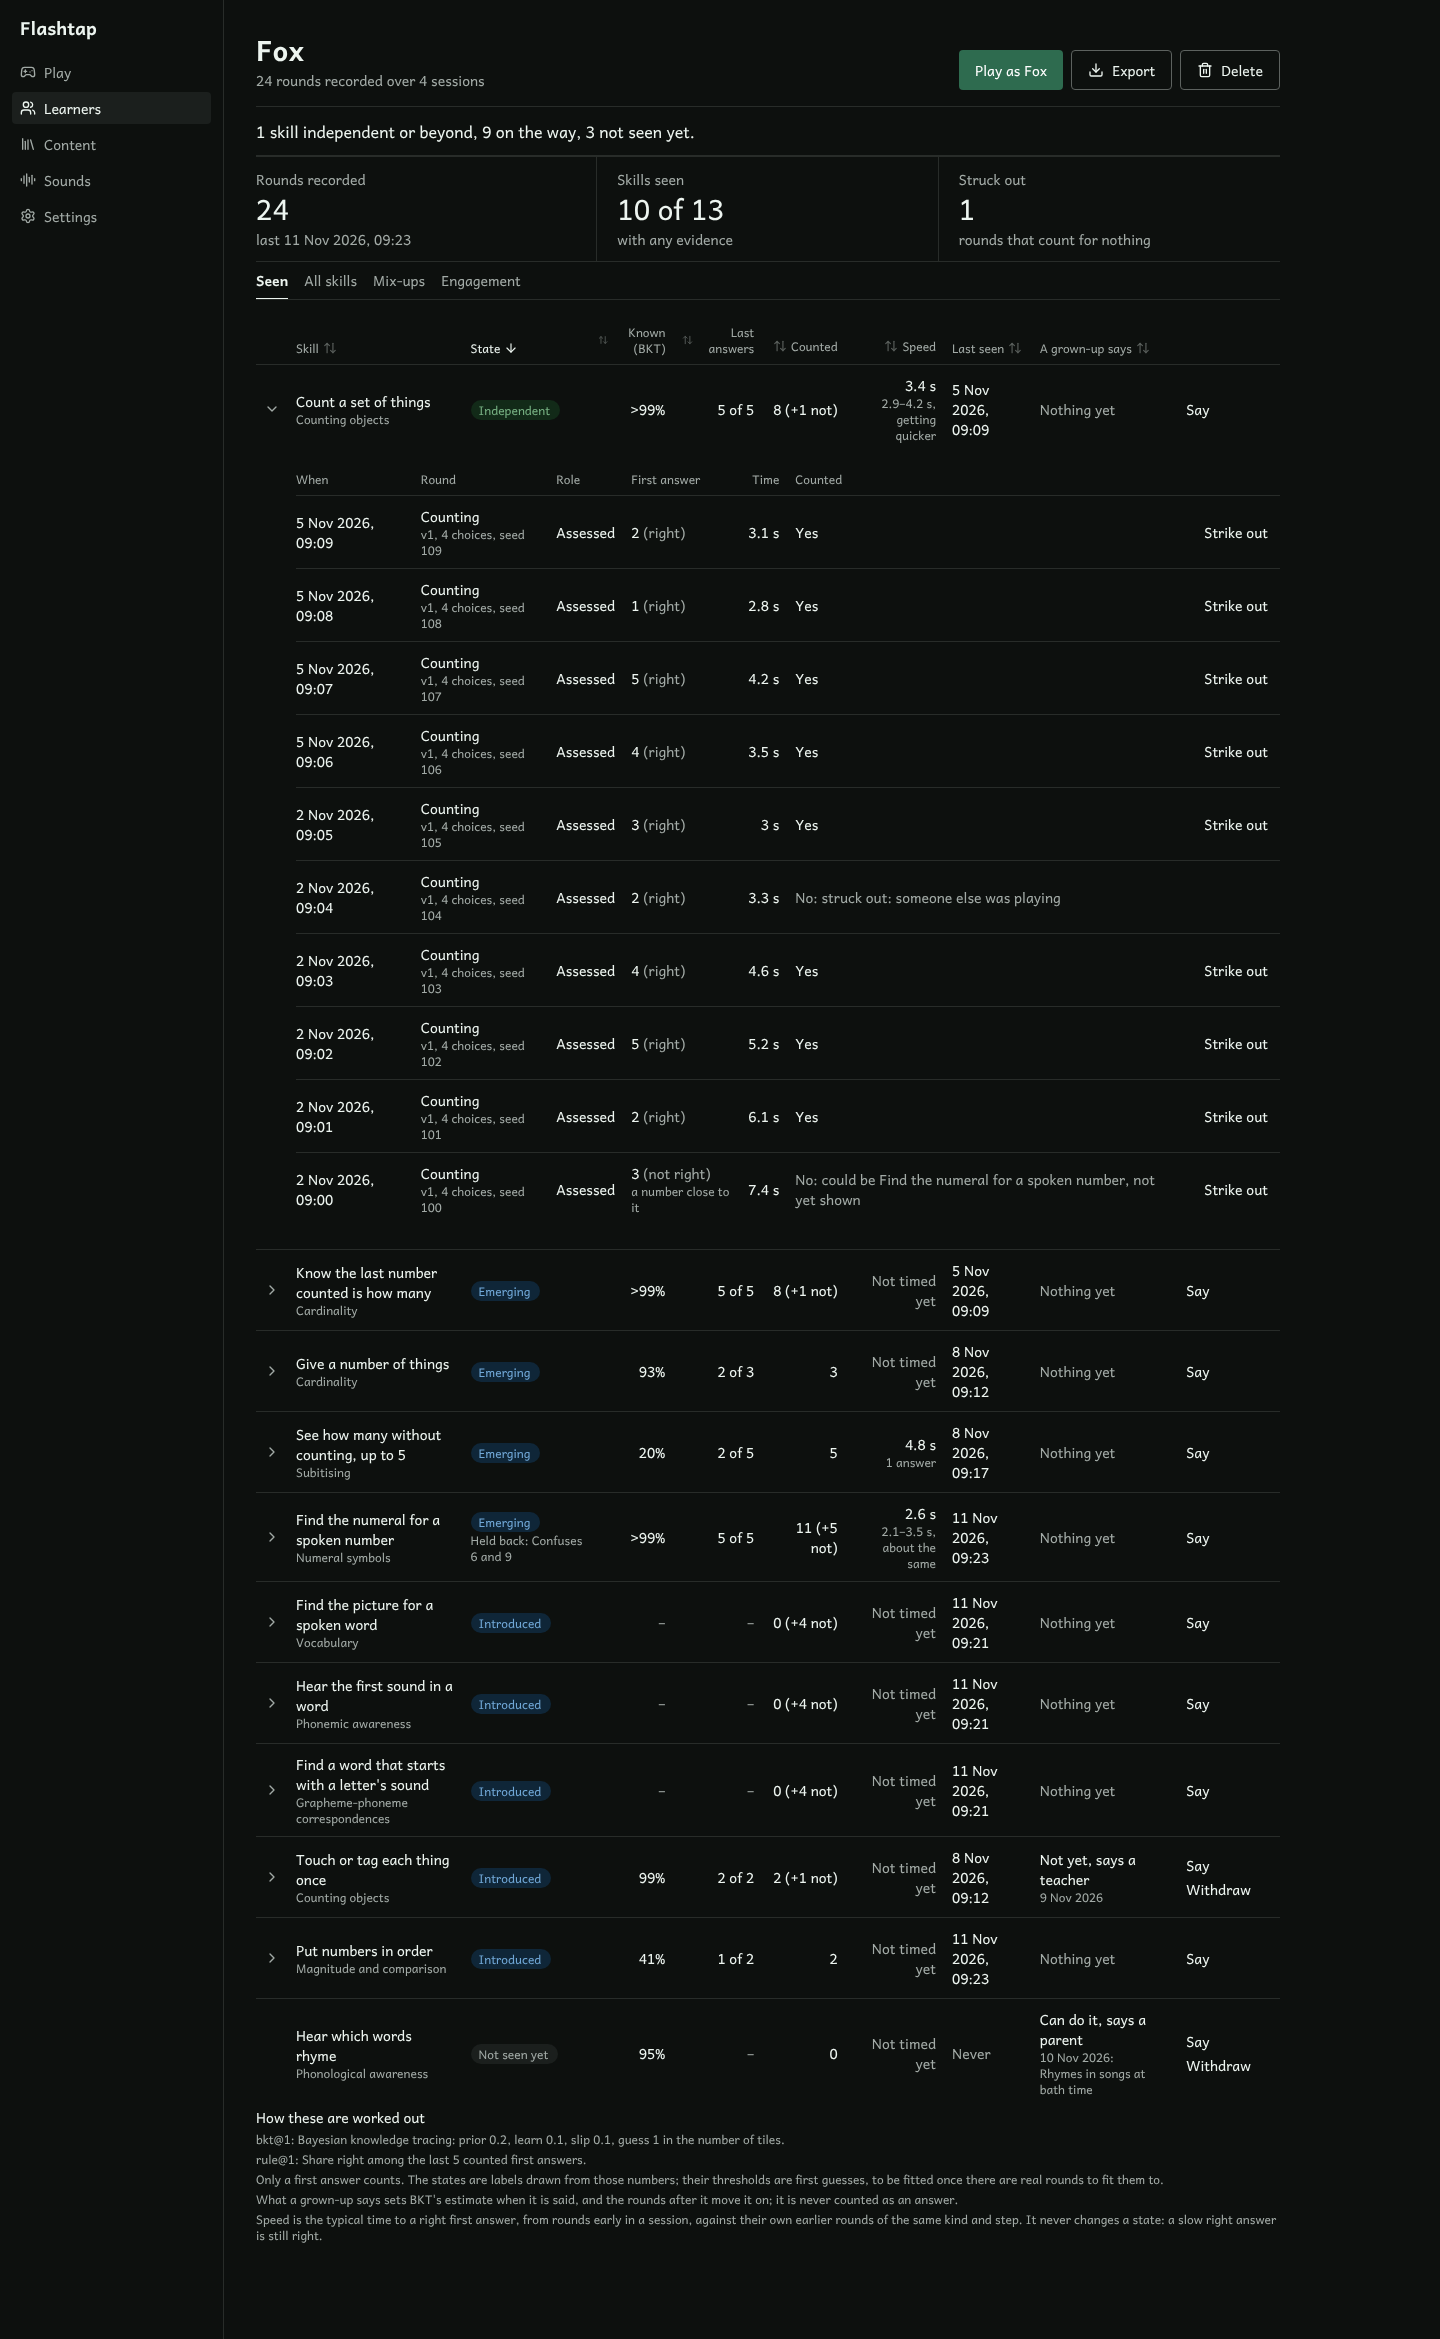 Flashtap
Play
Learners
Content
Sounds
Settings
Fox
24 rounds recorded over 4 sessions
Play as Fox
Export
Delete
1 skill independent or beyond, 9 on the way, 3 not seen yet.
Rounds recorded
24
last 11 Nov 2026, 09:23
Skills seen
10 of 13
with any evidence
Struck out
1
rounds that count for nothing
Seen All skills Mix-ups Engagement
Skill State Known (BKT) Last answers Counted Speed Last seen A grown-up says
Count a set of things
Counting objects
Independent
>99%
5 of 5
8 (+1 not)
3.4 s
2.9–4.2 s,
getting
quicker
5 Nov
2026,
09:09
Nothing yet
Say
When Round Role First answer Time Counted
5 Nov 2026,
09:09
Counting
v1, 4 choices, seed
109
Assessed
2 (right)
3.1 s
Yes
Strike out
5 Nov 2026,
09:08
Counting
v1, 4 choices, seed
108
Assessed
1 (right)
2.8 s
Yes
Strike out
5 Nov 2026,
09:07
Counting
v1, 4 choices, seed
107
Assessed
5 (right)
4.2 s
Yes
Strike out
5 Nov 2026,
09:06
Counting
v1, 4 choices, seed
106
Assessed
4 (right)
3.5 s
Yes
Strike out
2 Nov 2026,
09:05
Counting
v1, 4 choices, seed
105
Assessed
3 (right)
3 s
Yes
Strike out
2 Nov 2026,
09:04
Counting
v1, 4 choices, seed
104
Assessed
2 (right)
3.3 s
No: struck out: someone else was playing
2 Nov 2026,
09:03
Counting
v1, 4 choices, seed
103
Assessed
4 (right)
4.6 s
Yes
Strike out
2 Nov 2026,
09:02
Counting
v1, 4 choices, seed
102
Assessed
5 (right)
5.2 s
Yes
Strike out
2 Nov 2026,
09:01
Counting
v1, 4 choices, seed
101
Assessed
2 (right)
6.1 s
Yes
Strike out
2 Nov 2026,
09:00
Counting
v1, 4 choices, seed
100
Assessed
3 (not right)
a number close to
it
7.4 s
No: could be Find the numeral for a spoken number, not
yet shown
Strike out
Know the last number
counted is how many
Cardinality
Emerging
>99%
5 of 5
8 (+1 not)
Not timed
yet
5 Nov
2026,
09:09
Nothing yet
Say
Give a number of things
Cardinality
Emerging
93%
2 of 3
3
Not timed
yet
8 Nov
2026,
09:12
Nothing yet
Say
See how many without
counting, up to 5
Subitising
Emerging
20%
2 of 5
5
4.8 s
1 answer
8 Nov
2026,
09:17
Nothing yet
Say
Find the numeral for a
spoken number
Numeral symbols
Emerging
Held back: Confuses
6 and 9
>99%
5 of 5
11 (+5
not)
2.6 s
2.1–3.5 s,
about the
same
11 Nov
2026,
09:23
Nothing yet
Say
Find the picture for a
spoken word
Vocabulary
Introduced
–
–
0 (+4 not)
Not timed
yet
11 Nov
2026,
09:21
Nothing yet
Say
Hear the first sound in a
word
Phonemic awareness
Introduced
–
–
0 (+4 not)
Not timed
yet
11 Nov
2026,
09:21
Nothing yet
Say
Find a word that starts
with a letter's sound
Grapheme-phoneme
correspondences
Introduced
–
–
0 (+4 not)
Not timed
yet
11 Nov
2026,
09:21
Nothing yet
Say
Touch or tag each thing
once
Counting objects
Introduced
99%
2 of 2
2 (+1 not)
Not timed
yet
8 Nov
2026,
09:12
Not yet, says a
teacher
9 Nov 2026
Say
Withdraw
Put numbers in order
Magnitude and comparison
Introduced
41%
1 of 2
2
Not timed
yet
11 Nov
2026,
09:23
Nothing yet
Say
Hear which words
rhyme
Phonological awareness
Not seen yet
95%
–
0
Not timed
yet
Never
Can do it, says a
parent
10 Nov 2026:
Rhymes in songs at
bath time
Say
Withdraw
How these are worked out
bkt@1: Bayesian knowledge tracing: prior 0.2, learn 0.1, slip 0.1, guess 1 in the number of tiles.
rule@1: Share right among the last 5 counted first answers.
Only a first answer counts. The states are labels drawn from those numbers; their thresholds are first guesses, to be fitted once there are real rounds to fit them to.
What a grown-up says sets BKT's estimate when it is said, and the rounds after it move it on; it is never counted as an answer.
Speed is the typical time to a right first answer, from rounds early in a session, against their own earlier rounds of the same kind and step. It never changes a state: a slow right answer
is still right.